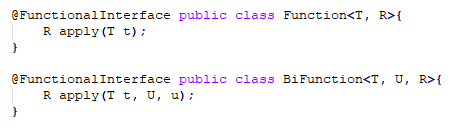 @FunctionalInterface public class Function<T, R>{
    R apply(T t);
}
@FunctionalInterface public class BiFunction<T, U, R>{
    R apply(T t, U, u);
}